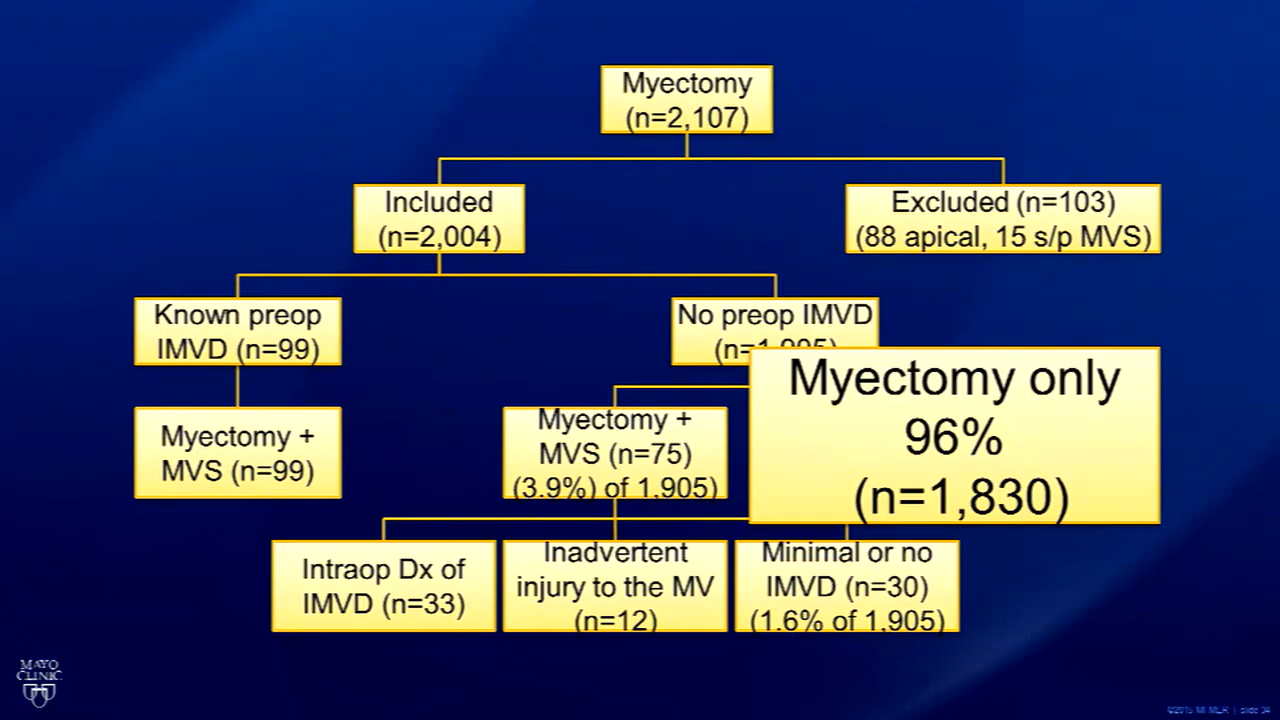 Myectomy
(n=2,107)
Included
(n=2,004)
Excluded (n=103)
(88 apical, 15 s/p MVS)
Known preop
IMVD (n=99)
No preop IMVD
(n=1,905)
Myectomy +
MVS (n=99)
Myectomy +
MVS (n=75)
(3.9%) of 1,905)
Myectomy only
96%
(n=1,830)
Intraop Dx of
IMVD (n=33)
Inadvertent
injury to the MV
(n=12)
Minimal or no
IMVD (n=30)
(1.6% of 1,905)
MAYO
CLINIC